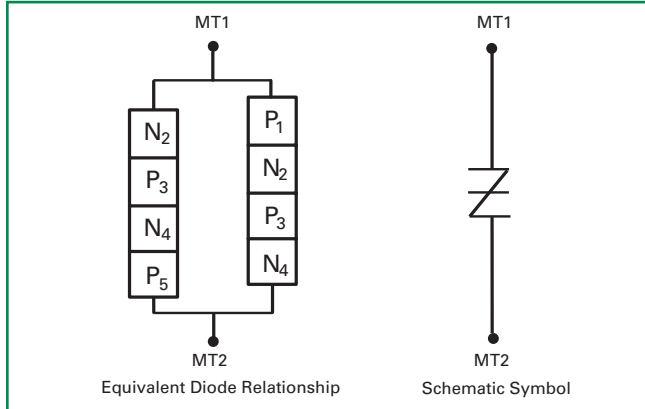 MT1
MT1
N₂
P₃
N₄
P₅
P₁
N₂
P₃
N₄
MT2
MT2
Equivalent Diode Relationship
Schematic Symbol